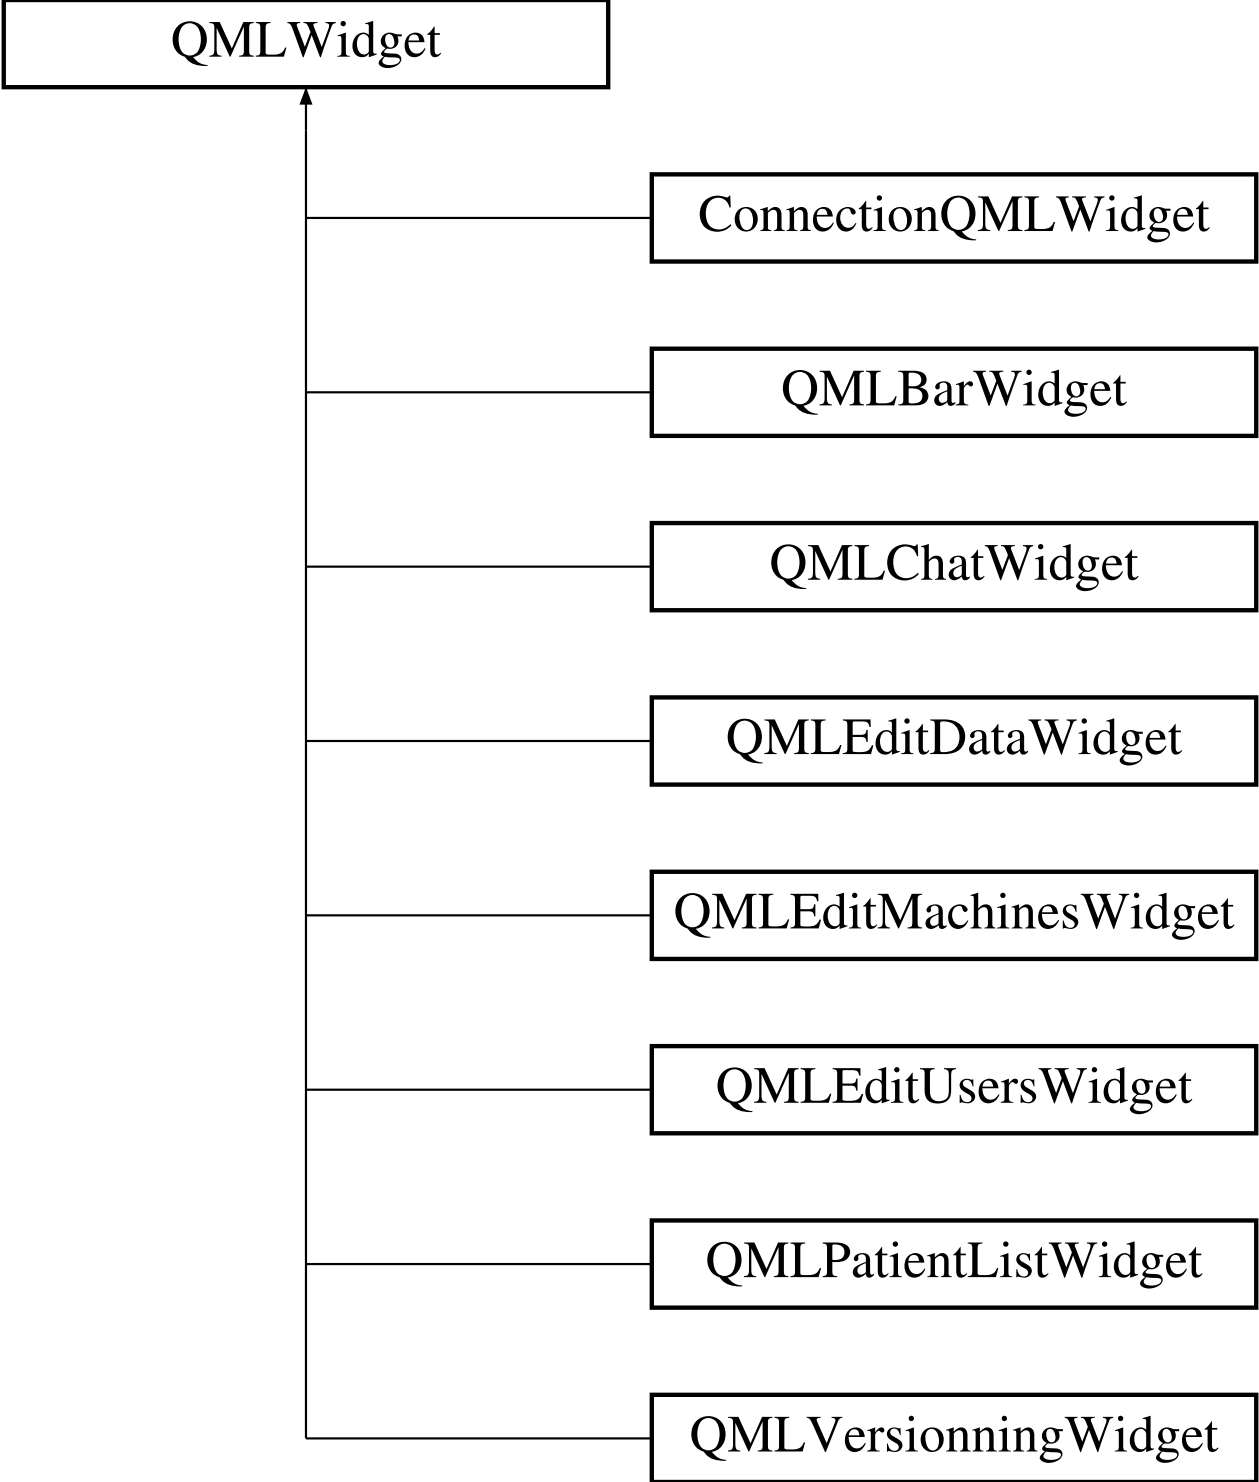 QMLWidget
ConnectionQMLWidget
QMLBarWidget
QMLChatWidget
QMLEditDataWidget
QMLEditMachinesWidget
QMLEditUsersWidget
QMLPatientListWidget
QMLVersionningWidget